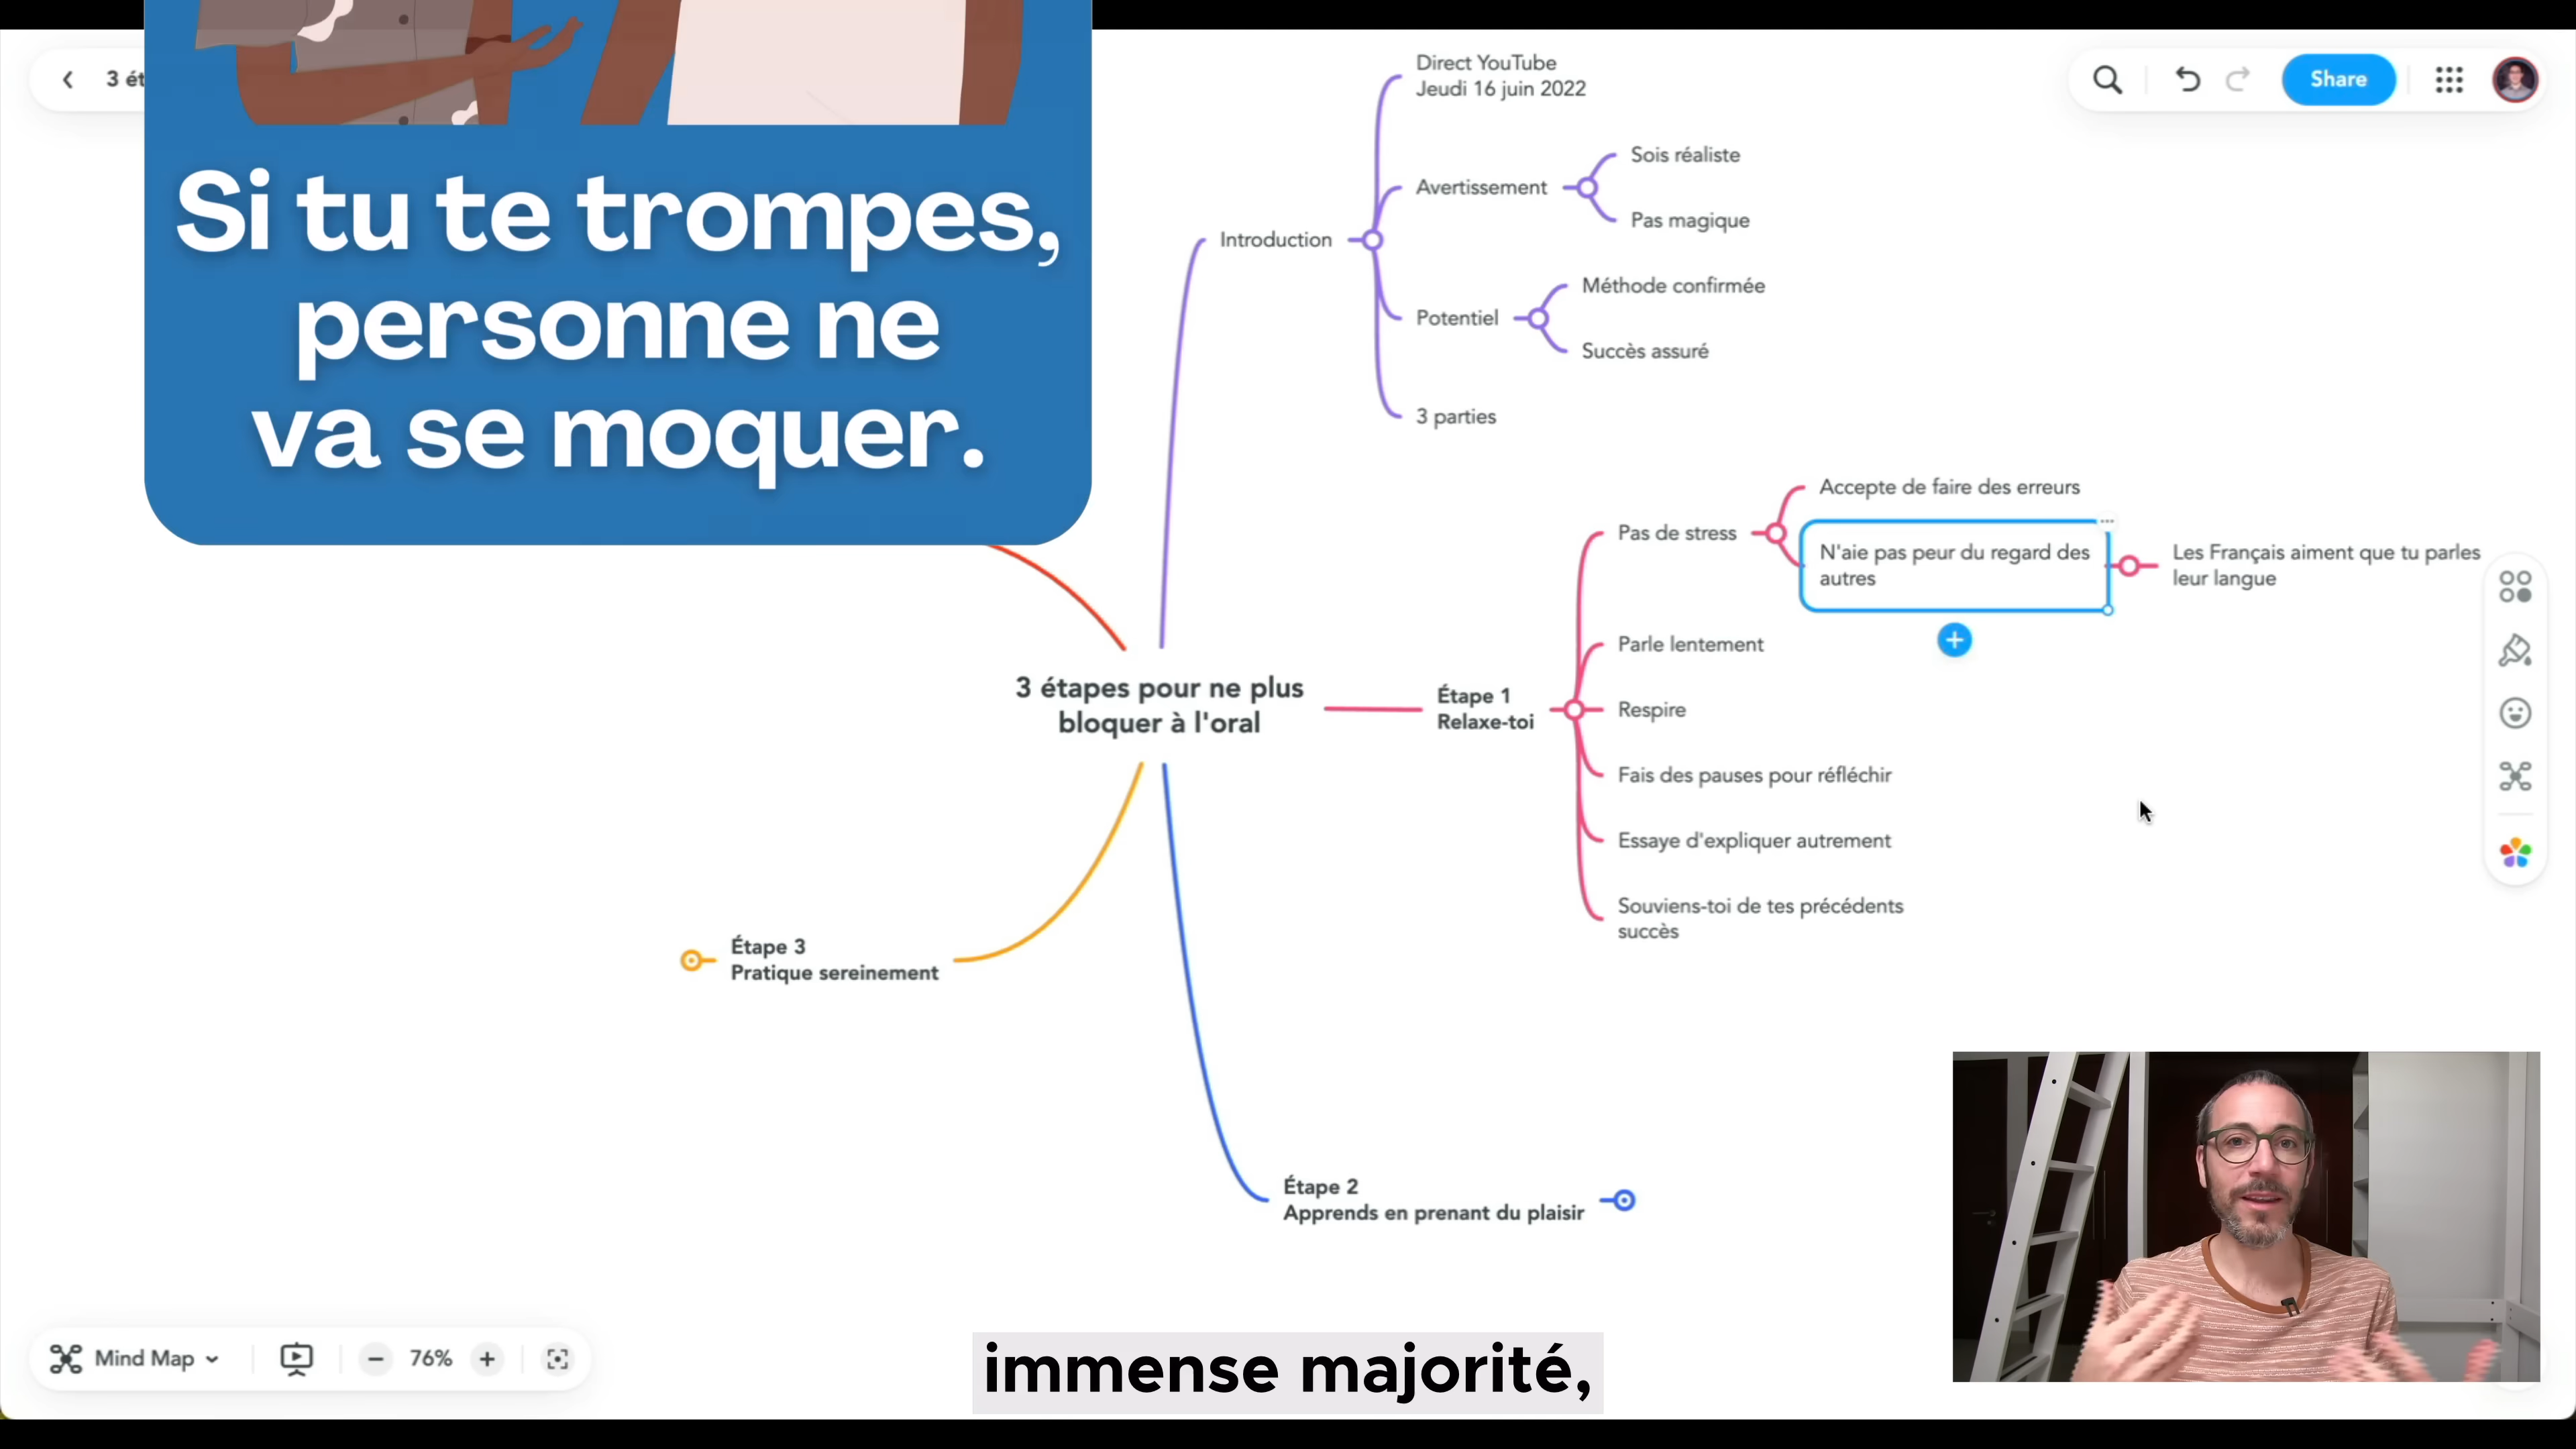 3 ét
Share
Si tu te trompes,
personne ne
va se moquer.
Direct YouTube
Jeudi 16 juin 2022
Sois réaliste
Avertissement
Pas magique
Introduction
Méthode confirmée
Potentiel
Succès assuré
3 parties
Accepte de faire des erreurs
Pas de stress
N'aie pas peur du regard des
autres
Les Français aiment que tu parles
leur langue
Parle lentement
3 étapes pour ne plus
bloquer à l'oral
Étape 1
Relaxe-toi
Respire
Fais des pauses pour réfléchir
Essaye d'expliquer autrement
Souviens-toi de tes précédents
succès
Étape 3
Pratique sereinement
Étape 2
Apprends en prenant du plaisir
Mind Map
76%
immense majorité,